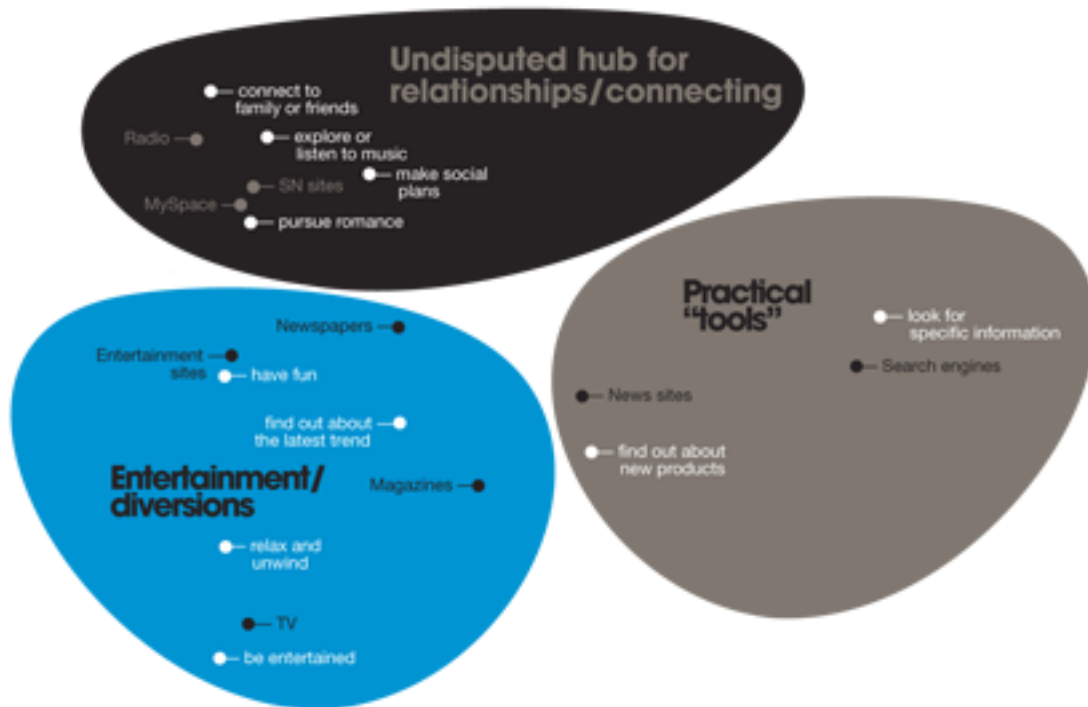 Undisputed hub for
relationships/connecting
connect to
family or friends
Radio
explore or
listen to music
make social
plans
SN sites
MySpace
pursue romance
Practical
"tools"
look for
specific information
Search engines
News sites
find out about
new products
Newspapers
Entertainment
sites
have fun
find out about
the latest trend
Entertainment/
diversions
Magazines
relax and
unwind
TV
be entertained